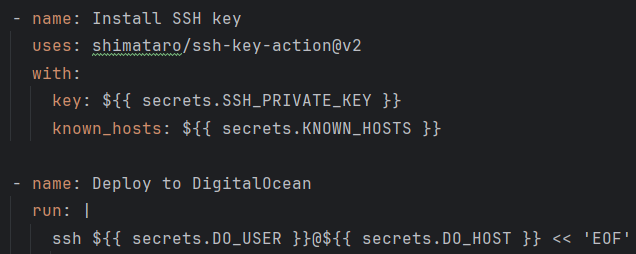 - name: Install SSH key
uses: shimataro/ssh-key-action@v2
with:
key: ${{ secrets.SSH_PRIVATE_KEY }}
known_hosts: ${{ secrets.KNOWN_HOSTS }}
- name: Deploy to DigitalOcean
run: |
ssh ${{ secrets.DO_USER }}@${{ secrets.DO_HOST }} << 'EOF'